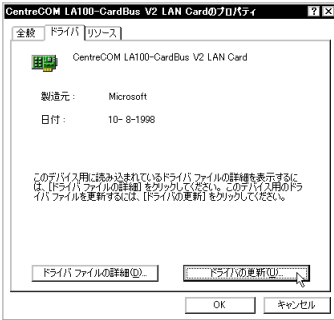 CentreCOM LA100-CardBus V2 LAN Cardのプロパティ
全般 ドライバ リソース
CentreCOM LA100-CardBus V2 LAN Card
製造元： Microsoft
日付： 10- 8-1998
このデバイス用に読み込まれているドライバ ファイルの詳細を表示するに
は、[ドライバ ファイルの詳細] をクリックしてください。このデバイス用のドラ
イバ ファイルを更新するには、[ドライバの更新] をクリックしてください。
ドライバ ファイルの詳細(D)... ドライバの更新(U)...
OK キャンセル